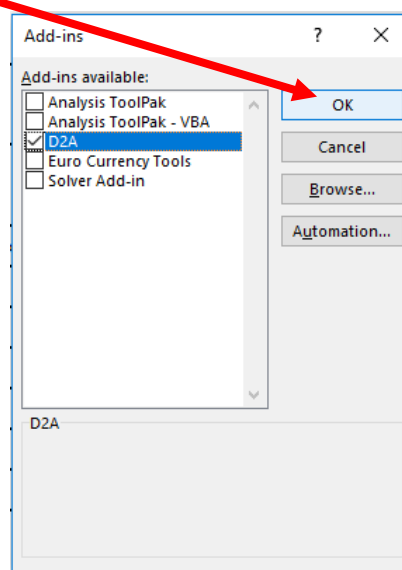 Add-ins ?
Add-ins available:
Analysis ToolPak
Analysis ToolPak - VBA
D2A
Euro Currency Tools
Solver Add-in
OK
Cancel
Browse...
Automation...
D2A